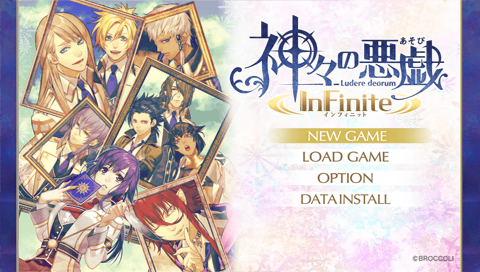 神々の悪戯
あそび
Ludere deorum
InFinite
インフィニット
NEW GAME
LOAD GAME
OPTION
DATA INSTALL
©BROCCOLI